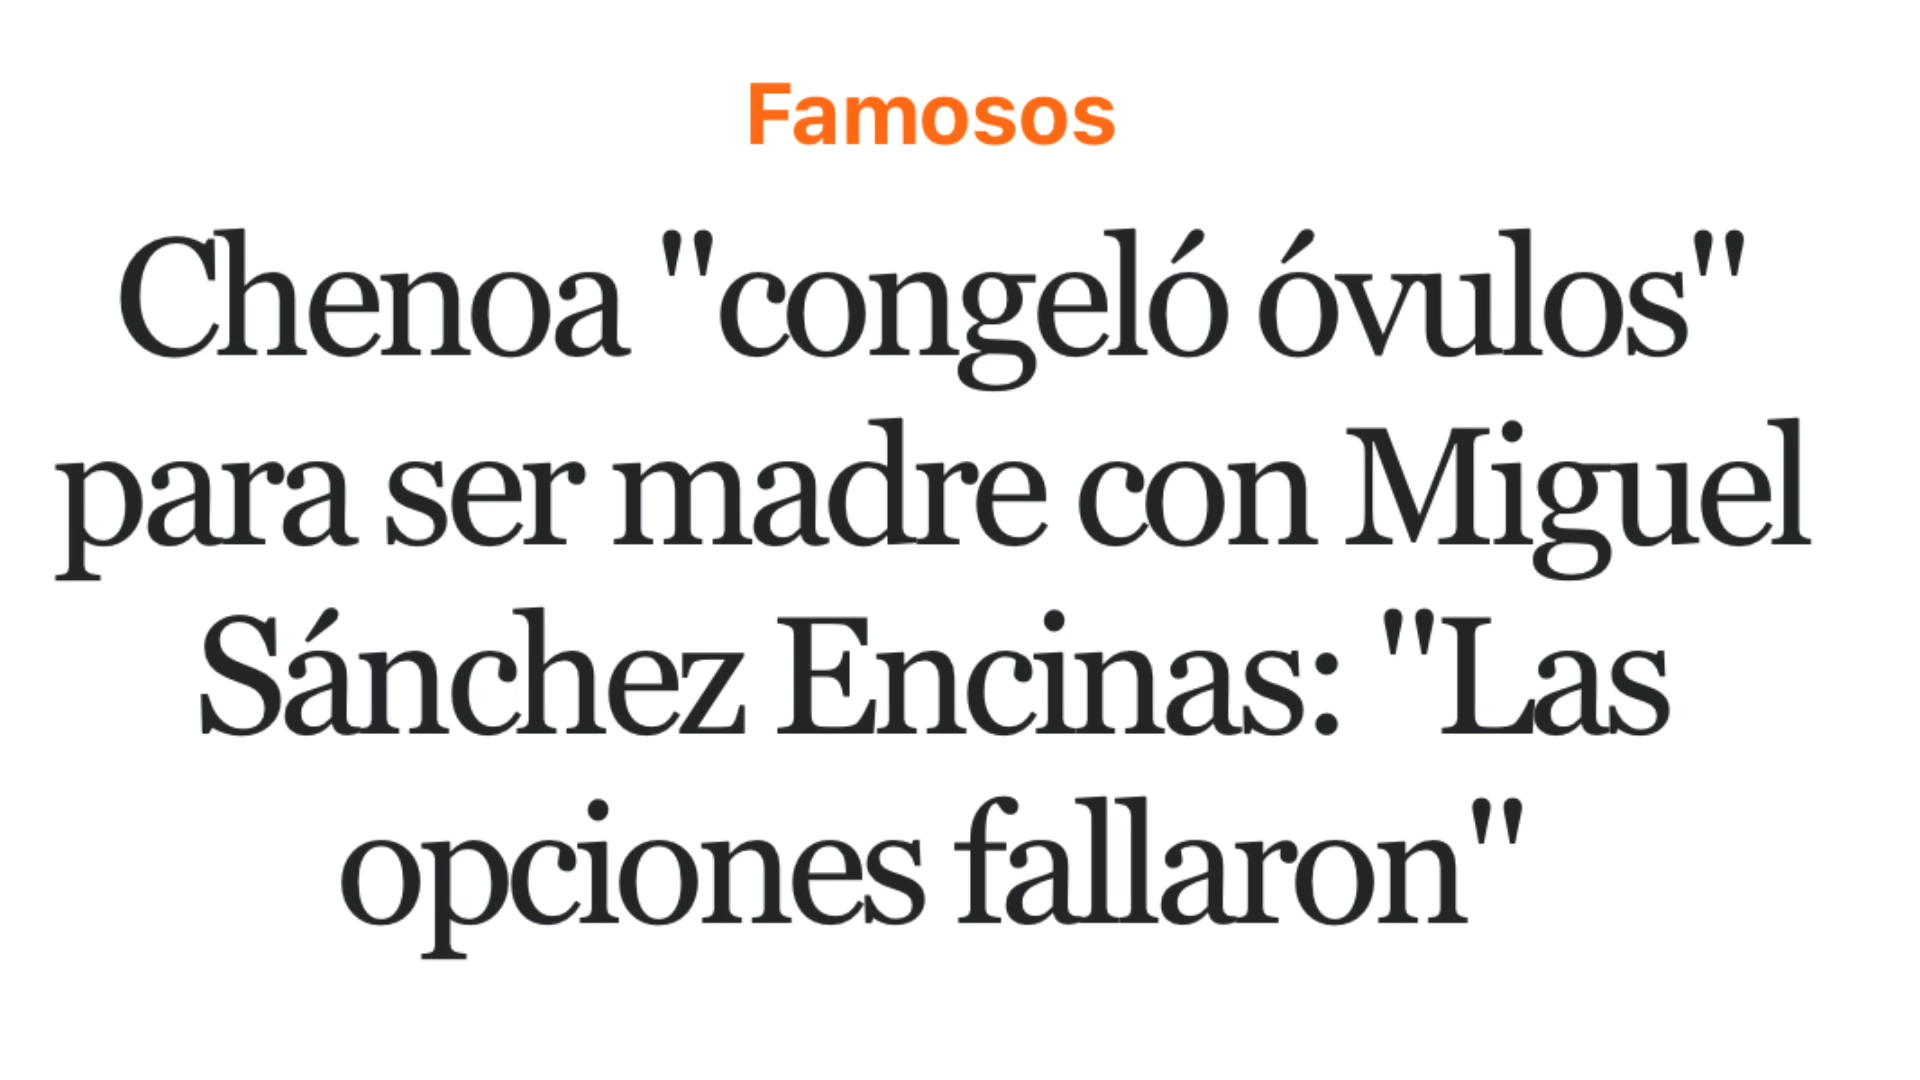 Famosos
Chenoa "congeló óvulos"
para ser madre con Miguel
Sánchez Encinas: "Las
opciones fallaron"